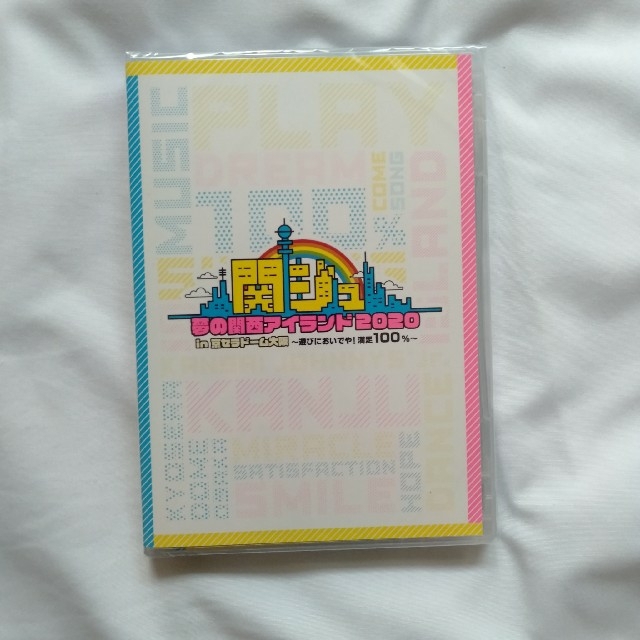 MUSIC
PLAY
DREAM
COME
SONG
100%
ISLAND
関ジュ
夢の関西アイランド2020
in 京セラドーム大阪 ～遊びにおいでや!満足100%～
KANJU
KYOSERA
DOME
OSAKA
MIRACLE
SATISFACTION
SMILE
HOPE
DANCE